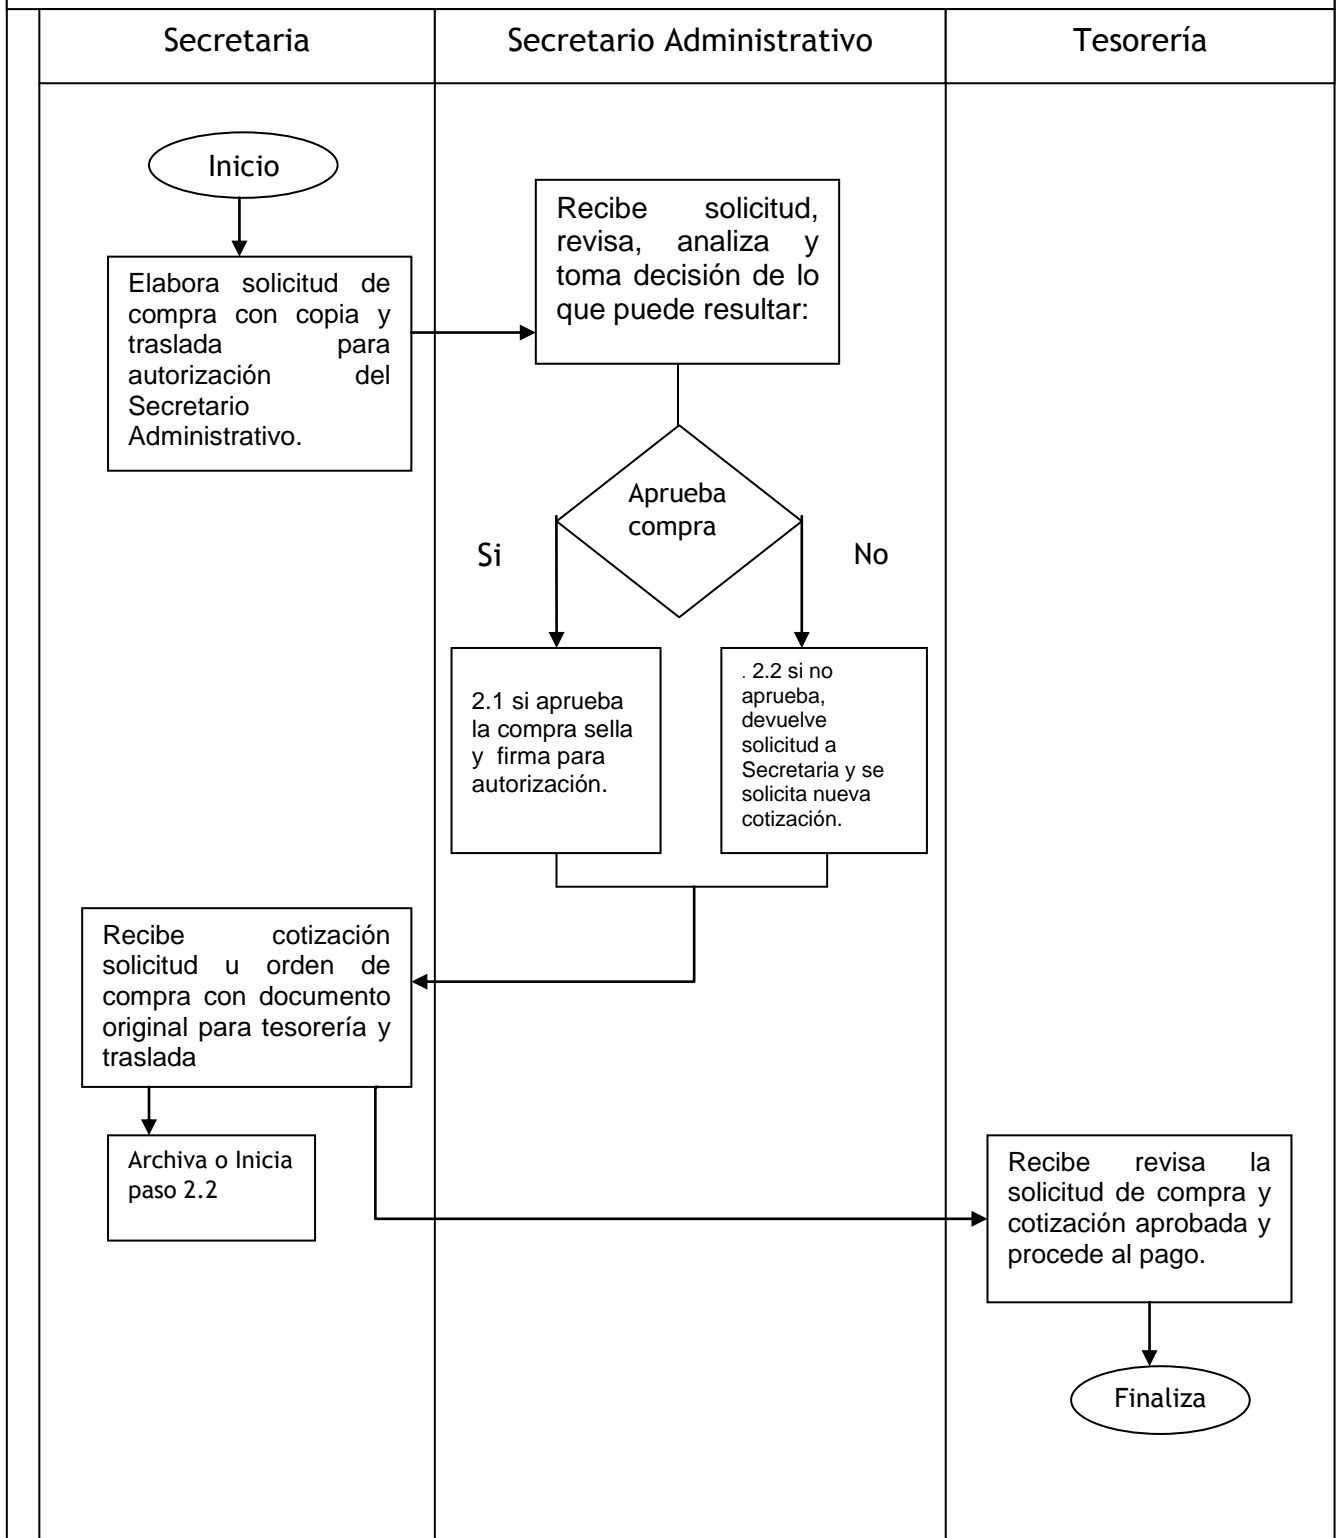 Secretaria
Secretario Administrativo
Tesorería
Inicio
Elabora solicitud de
compra con copia y
traslada para
autorización del
Secretario
Administrativo.
Recibe solicitud,
revisa, analiza y
toma decisión de lo
que puede resultar:
Aprueba
compra
Si
No
2.1 si aprueba
la compra sella
y firma para
autorización.
. 2.2 si no
aprueba,
devuelve
solicitud a
Secretaria y se
solicita nueva
cotización.
Recibe cotización
solicitud u orden de
compra con documento
original para tesorería y
traslada
Archiva o Inicia
paso 2.2
Recibe revisa la
solicitud de compra y
cotización aprobada y
procede al pago.
Finaliza